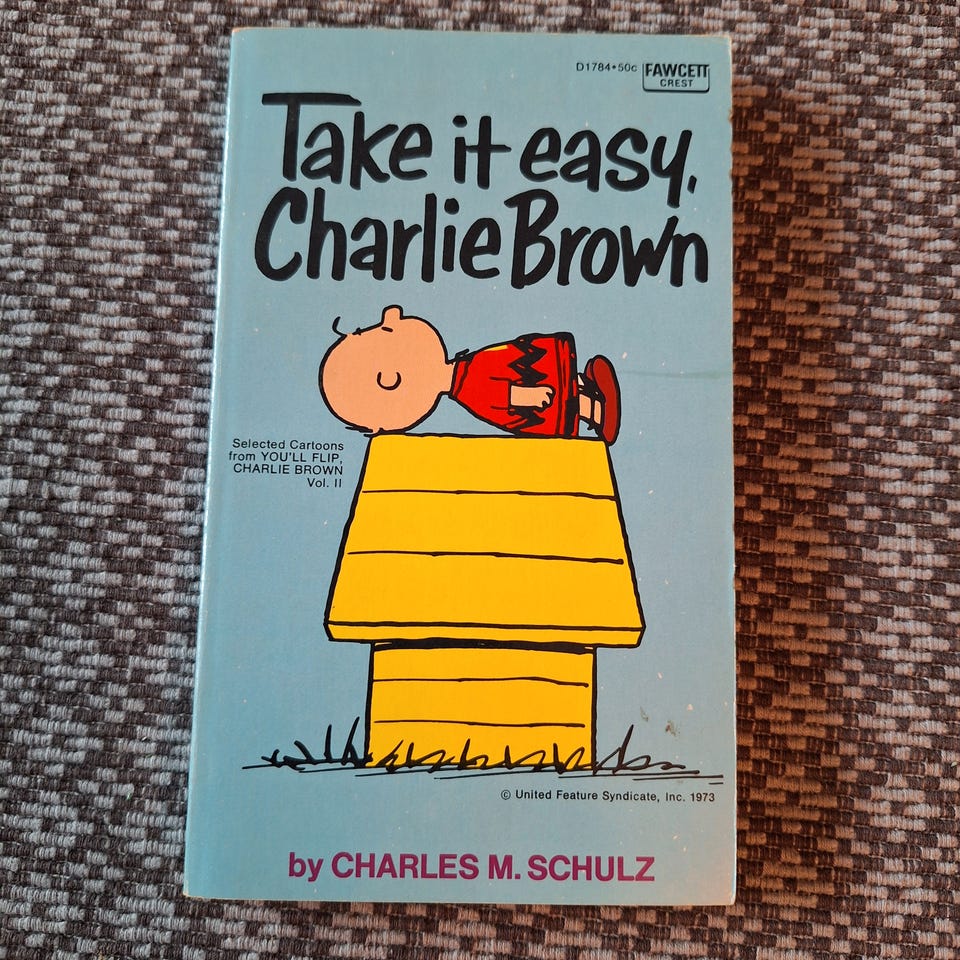 D1784•50c FAWCETT
CREST
Take it easy,
Charlie Brown
Selected Cartoons
from YOU'LL FLIP,
CHARLIE BROWN
Vol. II
© United Feature Syndicate, Inc. 1973
by CHARLES M. SCHULZ